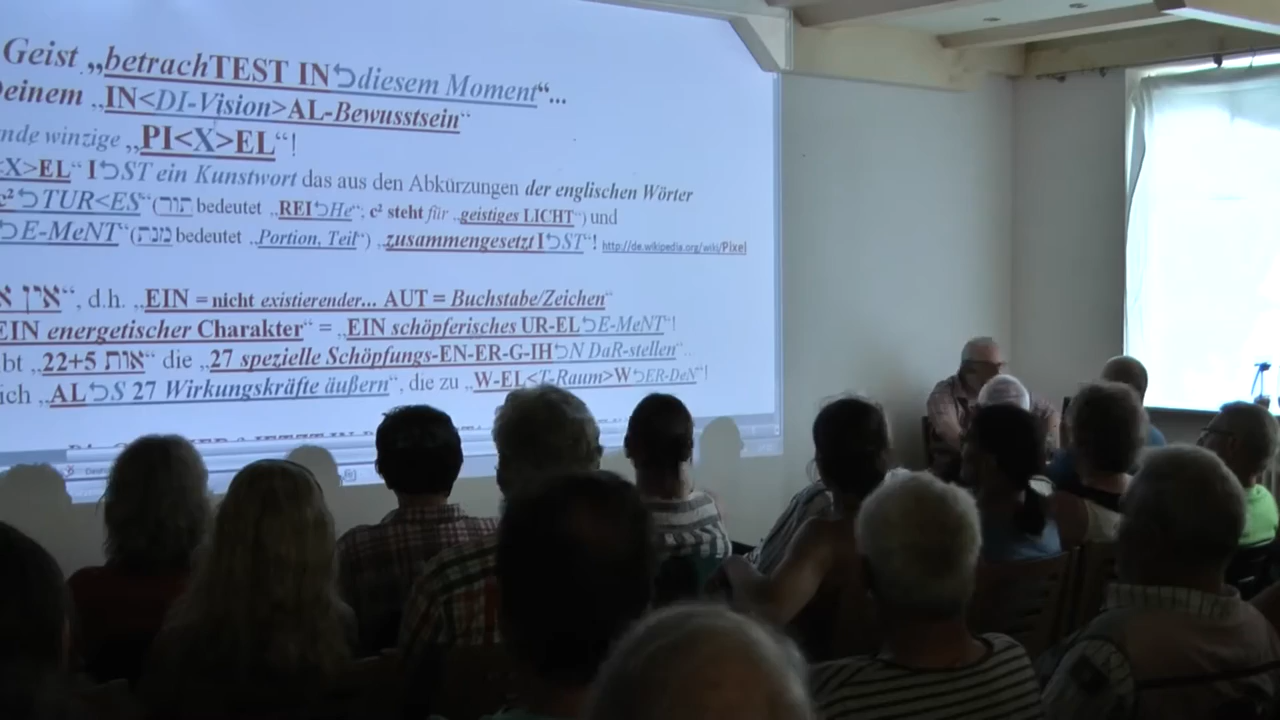 Geist „betrachTEST IN⮌diesem Moment“...
Deinem „IN<DI-Vision>AL-Bewusstsein“
nde winzige „PI<X>EL“!
<X>EL“ I⮌ST ein Kunstwort das aus den Abkürzungen der englischen Wörter
c²⮌TUR<ES“ (תור bedeutet „REI⮌He“; c² steht für „geistiges LICHT“) und
⮌E-MeNT“ (מנת bedeutet „Portion, Teil“) „zusammengesetzt I⮌ST“! http://de.wikipedia.org/wiki/Pixel
אין א“, d.h. „EIN = nicht existierender... AUT = Buchstabe/Zeichen“
EIN energetischer Charakter“ = „EIN schöpferisches UR-EL⮌E-MeNT“!
bt „22+5 אות“ die „27 spezielle Schöpfungs-EN-ER-G-IH⮌N DaR-stellen“..
ich „AL⮌S 27 Wirkungskräfte äußern“, die zu „W-EL<T-Raum>W⮌ER-DeN“!